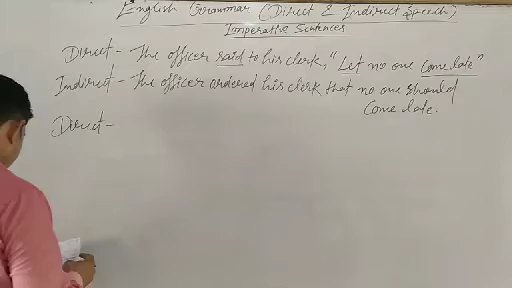 English Grammar (Direct & Indirect Speech)
Imperative Sentences
Direct - The officer said to his clerk, "Let no one come late"
Indirect - The officer ordered his clerk that no one should
come late.
Direct -